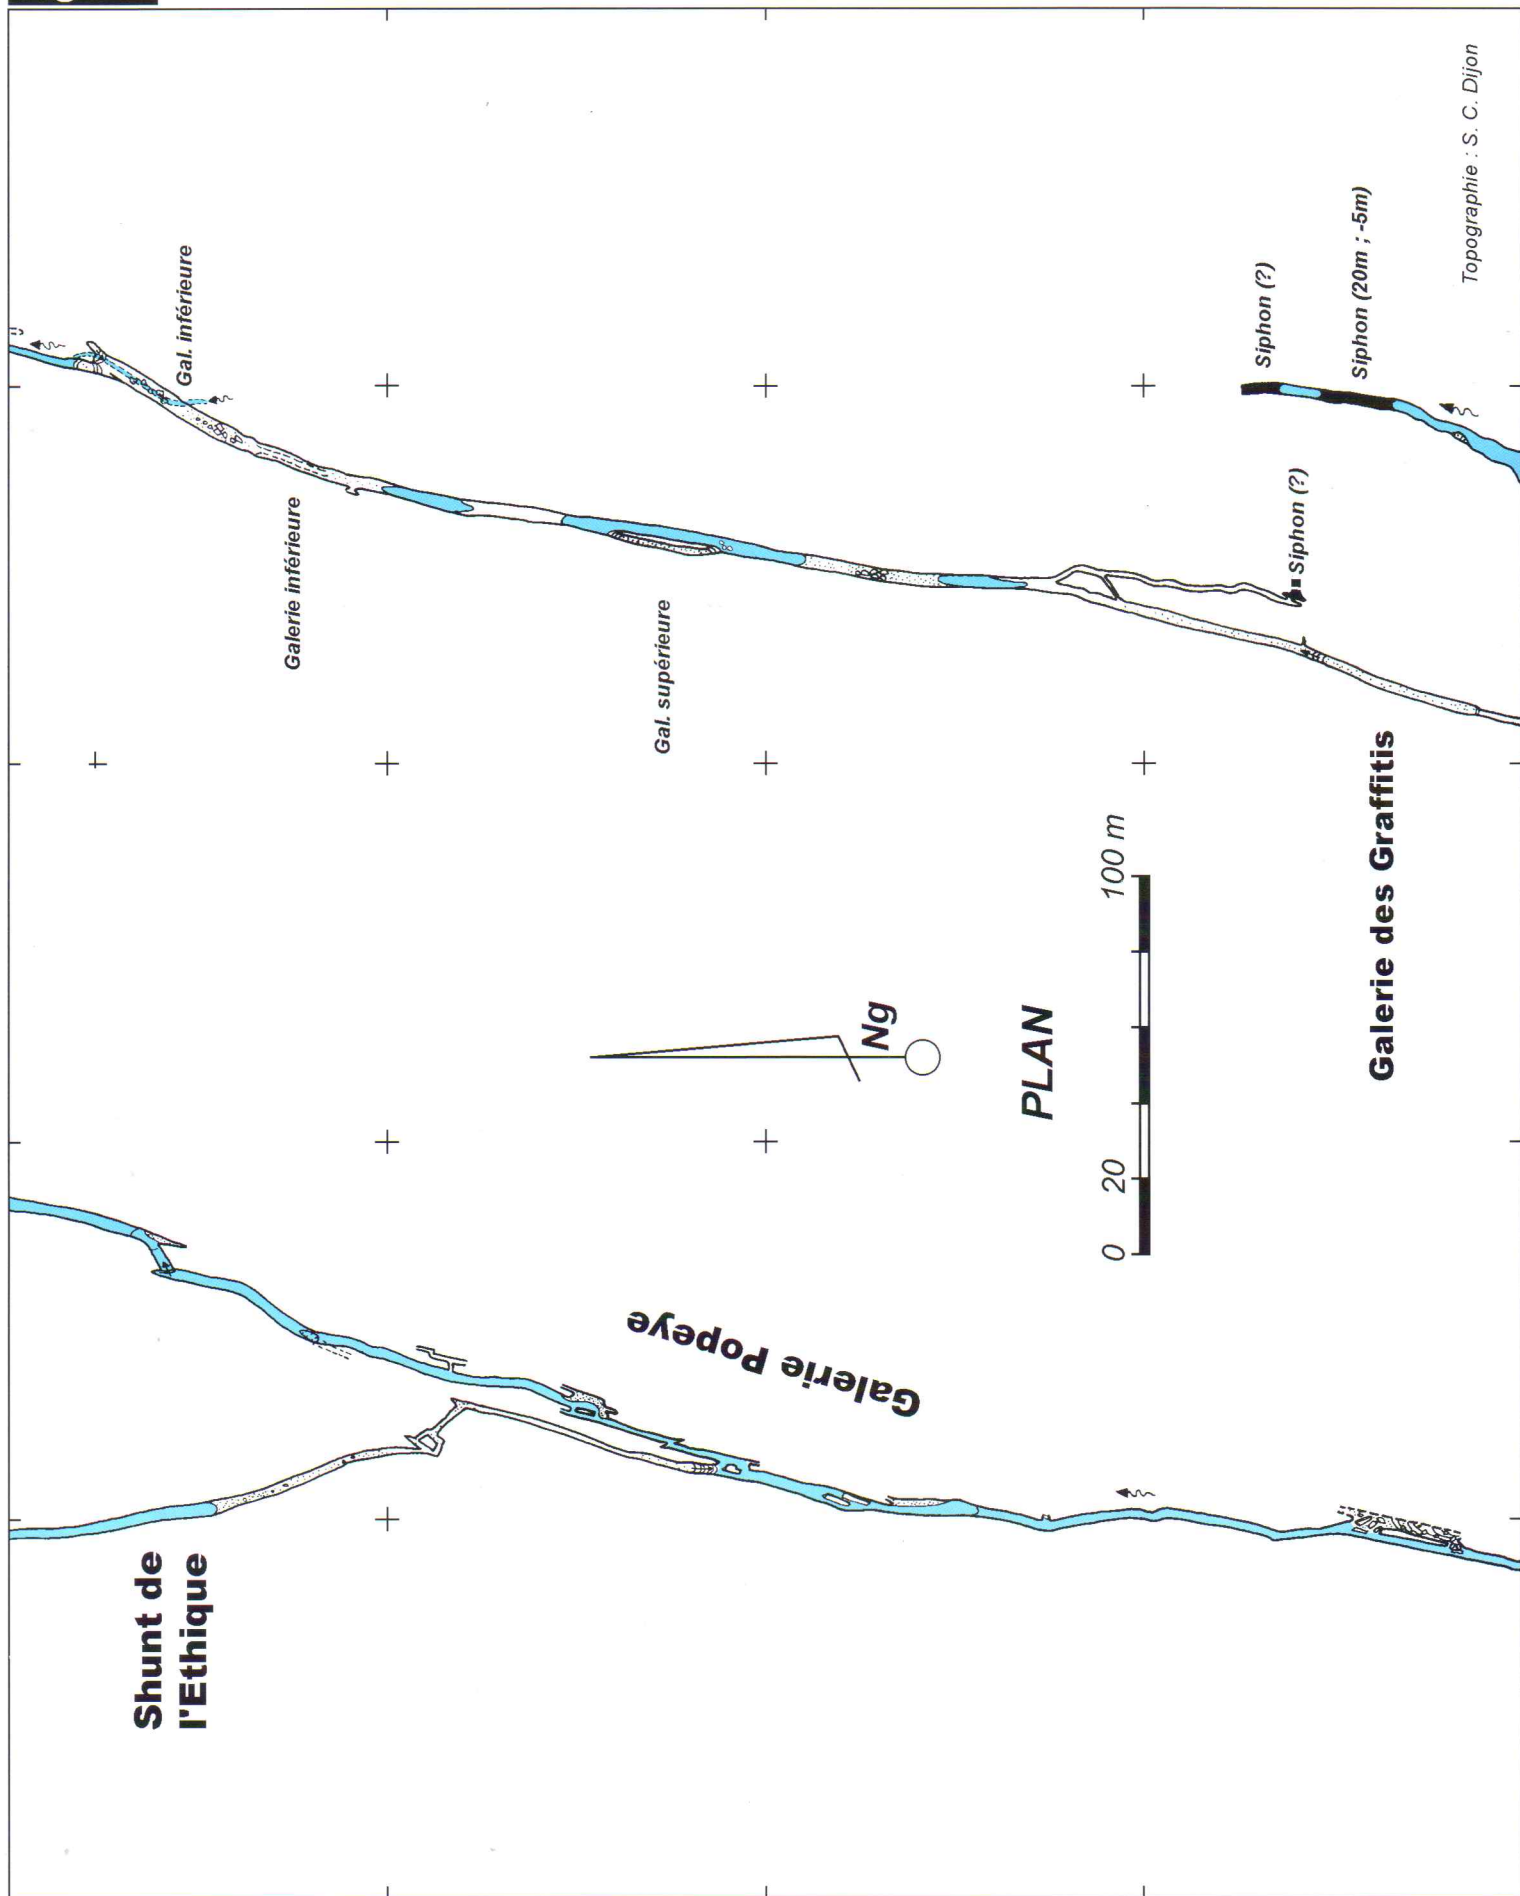 Shunt de
l'Ethique
Gal. inférieure
Galerie inférieure
Gal. supérieure
Galerie Popeye
Ng
PLAN
0 20 100 m
Siphon (?)
Siphon (?)
Siphon (20m ; -5m)
Galerie des Graffitis
Topographie : S. C. Dijon